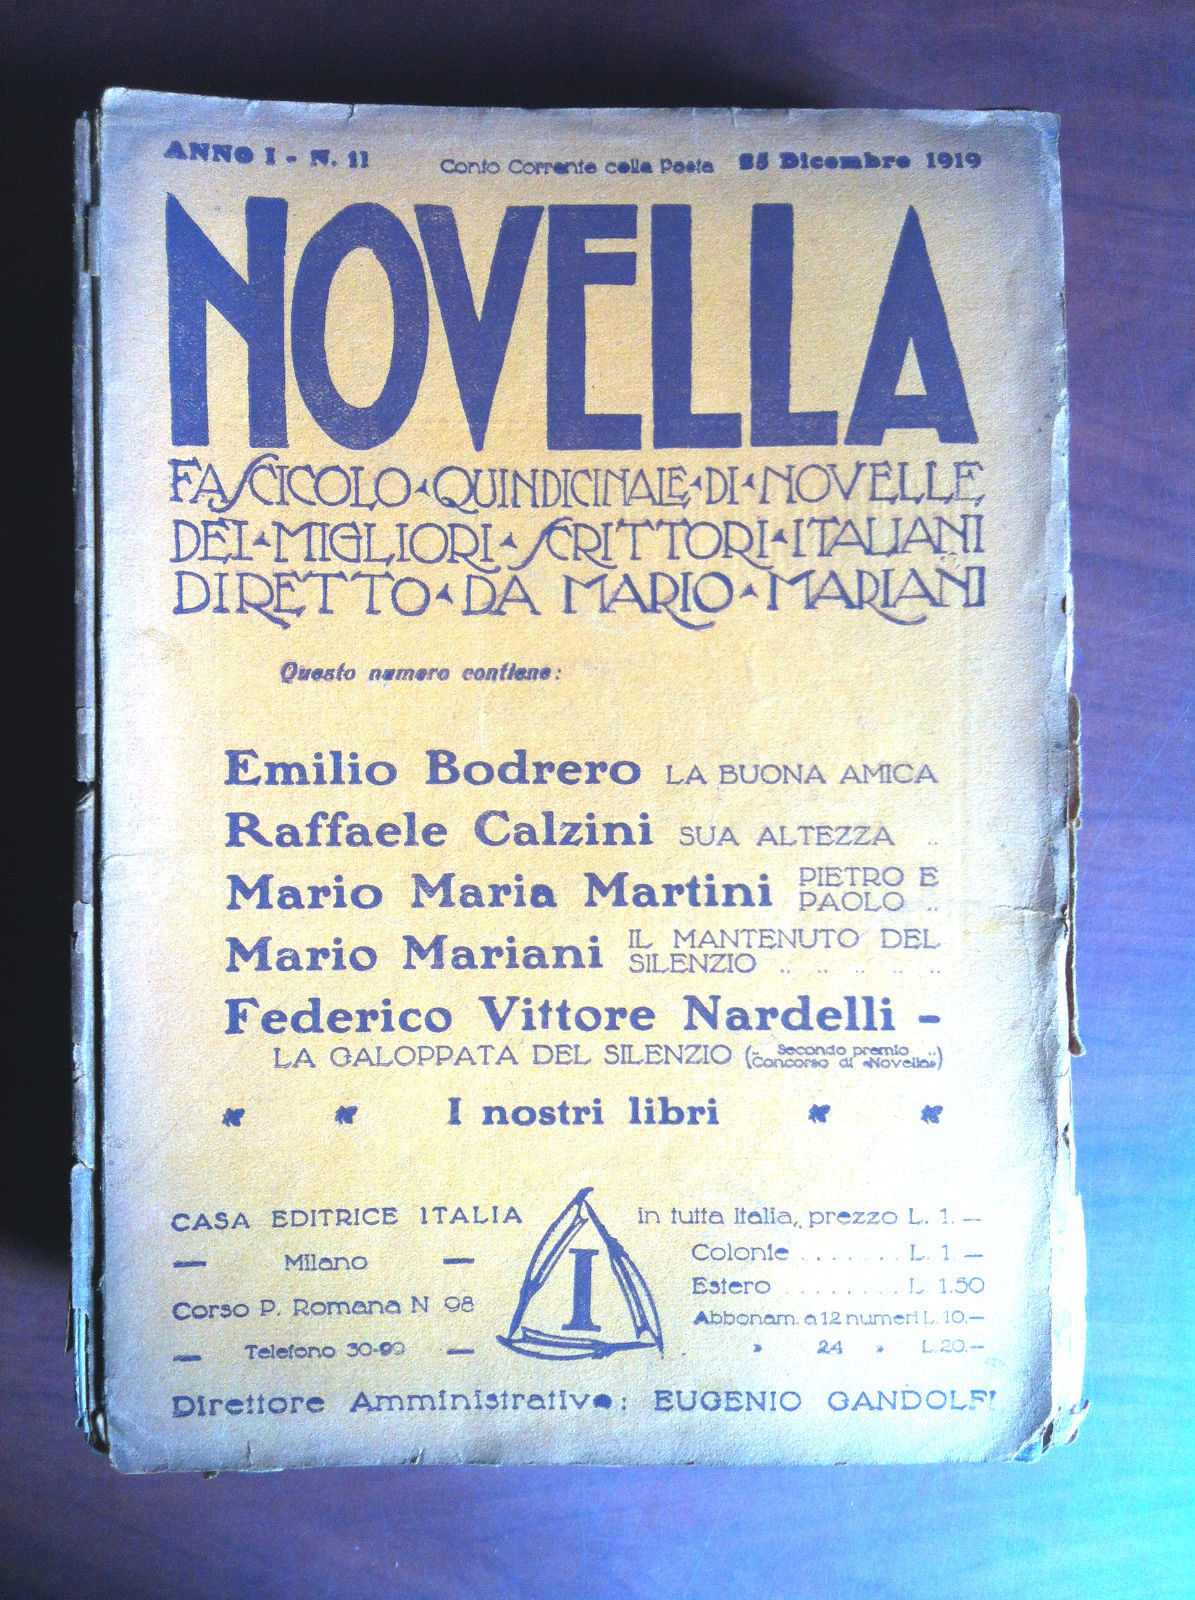 ANNO I - N. 11 Conto Corrente colla Posta 25 Dicembre 1919
NOVELLA
FASCICOLO QUINDICINALE DI NOVELLE
DEI MIGLIORI SCRITTORI ITALIANI
DIRETTO DA MARIO MARIANI
Questo numero contiene:
Emilio Bodrero LA BUONA AMICA
Raffaele Calzini SUA ALTEZZA ..
Mario Maria Martini PIETRO E
PAOLO ..
Mario Mariani IL MANTENUTO DEL
SILENZIO .. .. .. .. ..
Federico Vittore Nardelli -
LA GALOPPATA DEL SILENZIO (.. Secondo premio ..
Concorso di «Novella»)
I nostri libri
CASA EDITRICE ITALIA
— Milano —
Corso P. Romana N 98
— Telefono 30-99 —
I
in tutta Italia, prezzo L. 1.—
Colonie . . . . . . . L. 1.—
Estero . . . . . . . . L. 1.50
Abbonam. a 12 numeri L. 10.—
» 24 » L. 20.—
Direttore Amministrativo: EUGENIO GANDOLFI